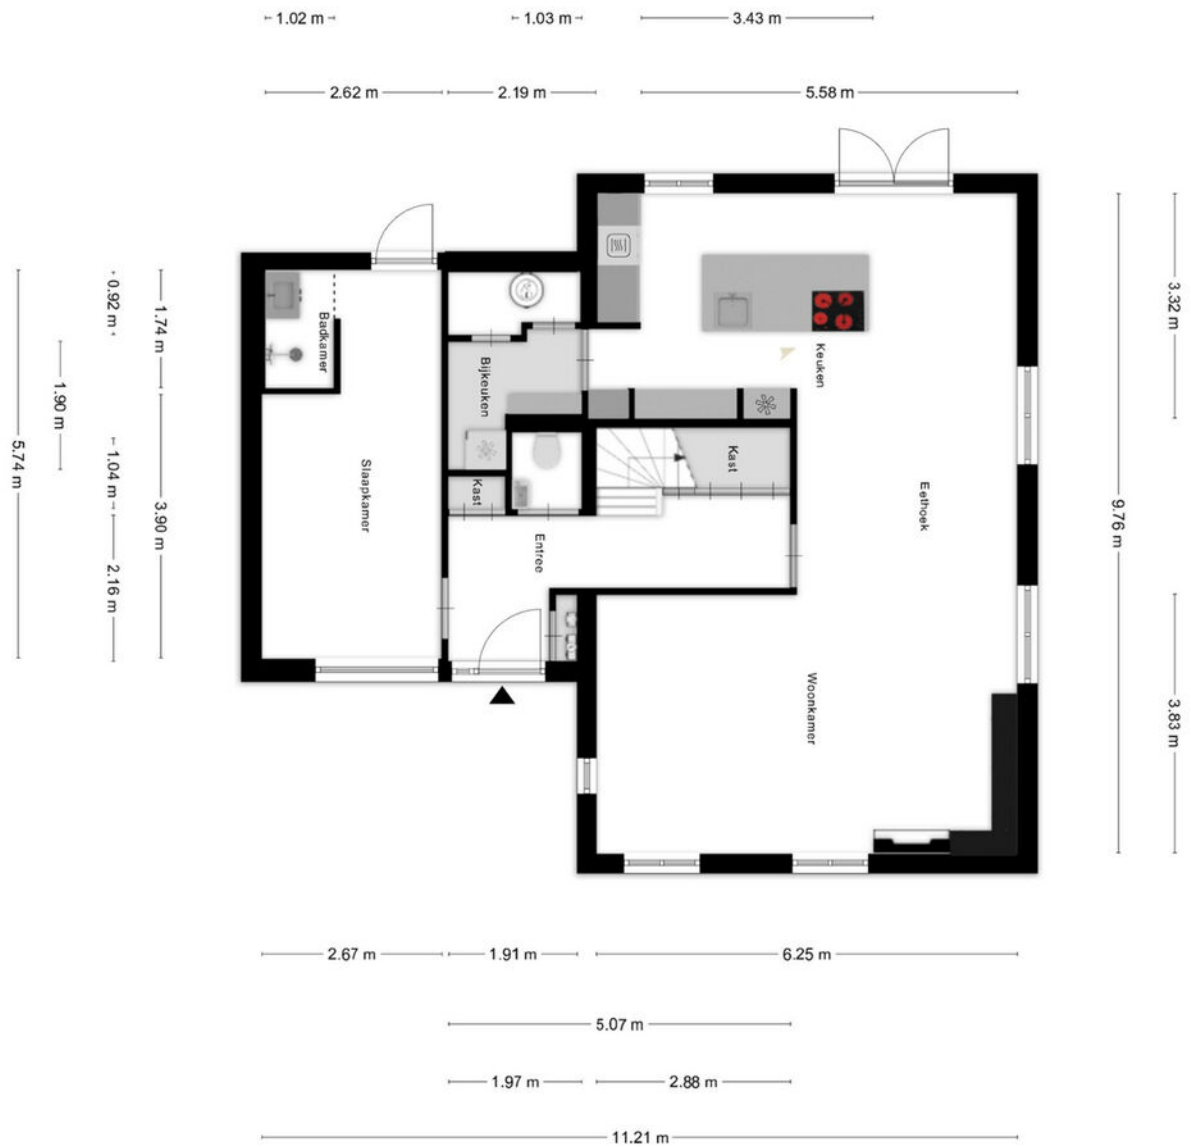 1.02 m
1.03 m
3.43 m
2.62 m
2.19 m
5.58 m
0.92 m
1.74 m
3.32 m
Badkamer
Keuken
Bijkeuken
1.90 m
5.74 m
1.04 m
Slaapkamer
Kast
Kast
Eethoek
3.90 m
9.76 m
Entree
2.16 m
Woonkamer
3.83 m
2.67 m
1.91 m
6.25 m
5.07 m
1.97 m
2.88 m
11.21 m